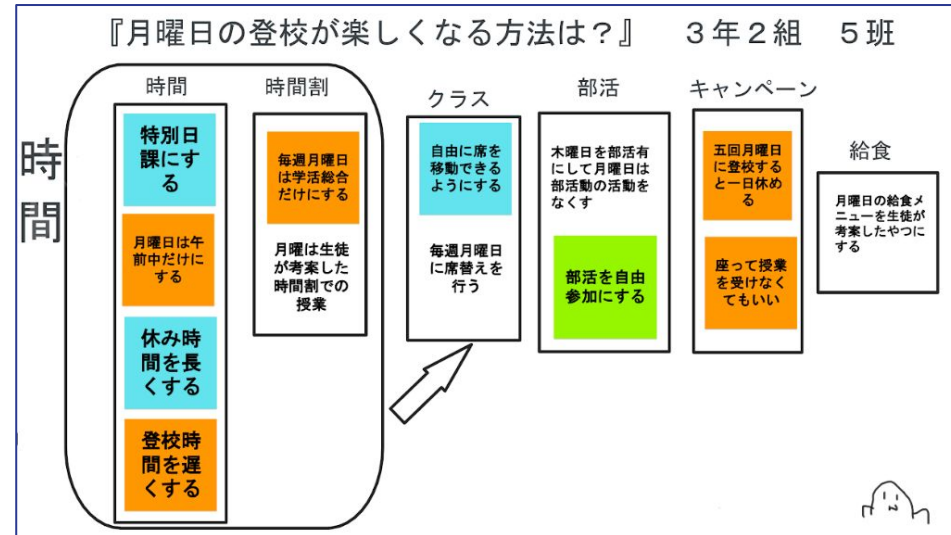 『月曜日の登校が楽しくなる方法は？』　３年２組　５班
時
間
時間
特別日
課にす
る
月曜日は午
前中だけに
する
休み時
間を長
くする
登校時
間を遅
くする
時間割
毎週月曜日
は学活総合
だけにする
月曜は生徒
が考案した
時間割での
授業
クラス
自由に席を
移動できる
ようにする
毎週月曜日
に席替えを
行う
部活
木曜日を部活有
にして月曜日は
部活動の活動を
なくす
部活を自由
参加にする
キャンペーン
五回月曜日
に登校する
と一日休め
る
座って授業
を受けなく
てもいい
給食
月曜日の給食メ
ニューを生徒が
考案したやつに
する